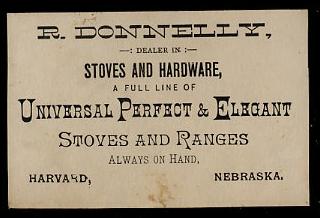 R. DONNELLY,
—: DEALER IN :—
STOVES AND HARDWARE,
A FULL LINE OF
UNIVERSAL PERFECT & ELEGANT
STOVES AND RANGES
ALWAYS ON HAND,
HARVARD, NEBRASKA.